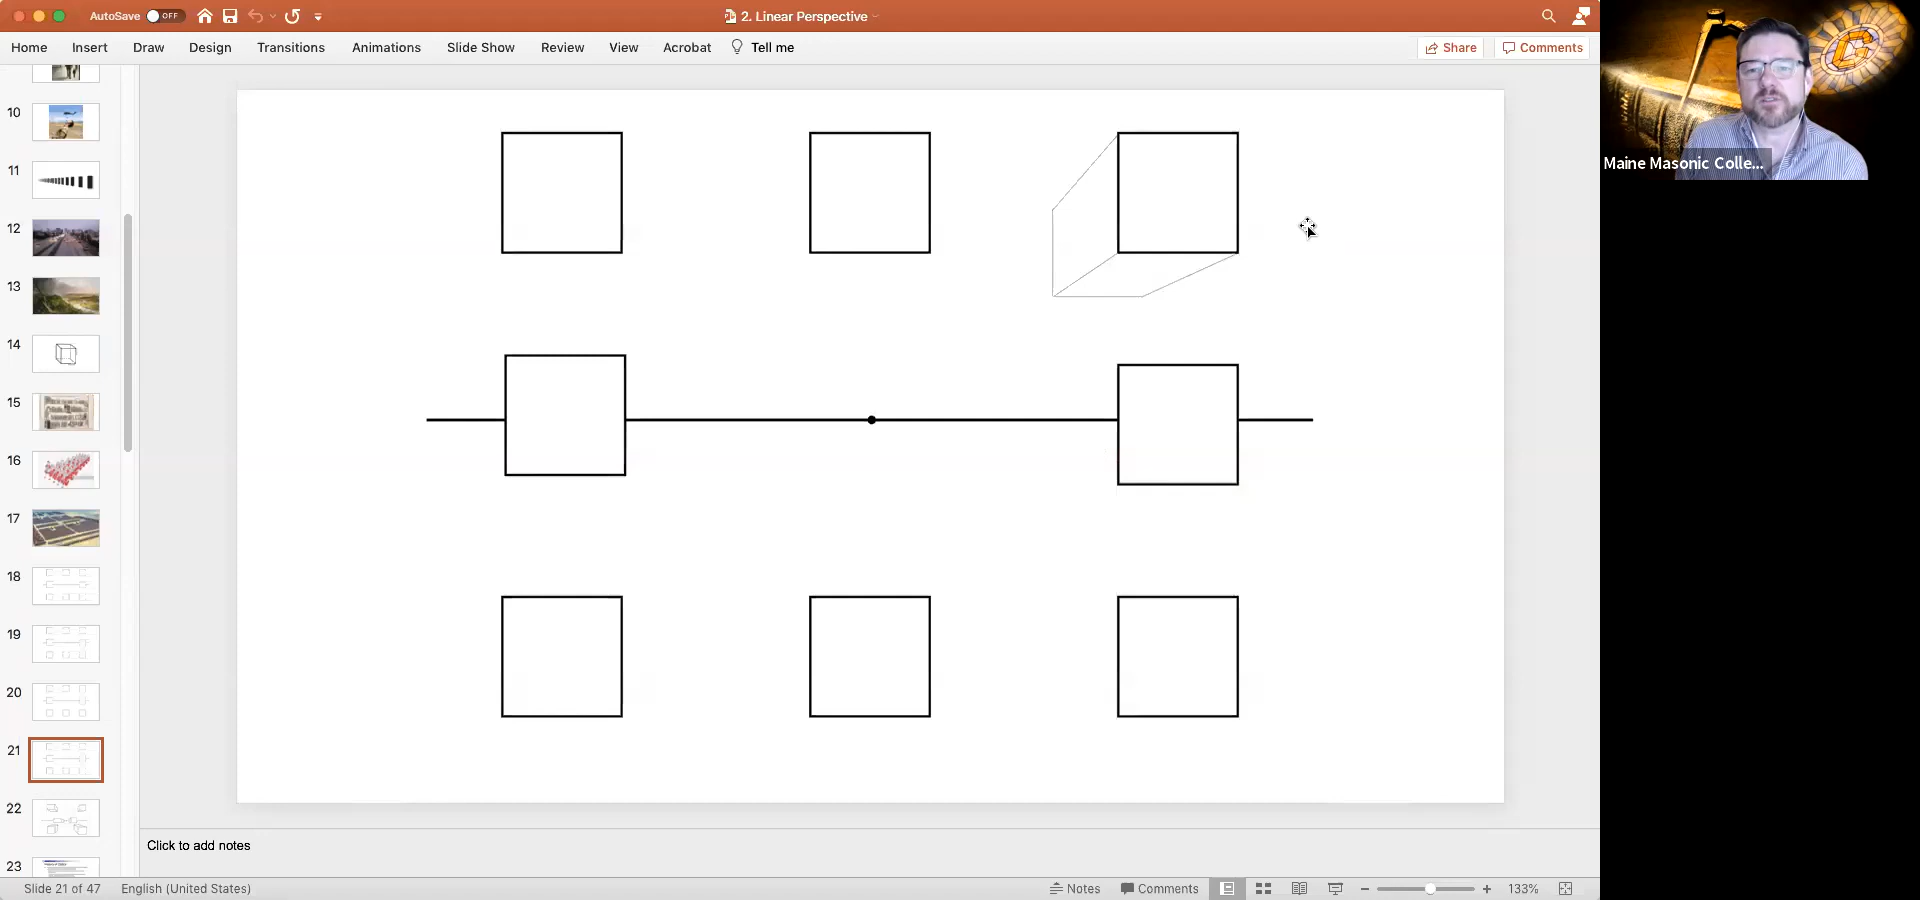 AutoSave OFF
2. Linear Perspective
Home Insert Draw Design Transitions Animations Slide Show Review View Acrobat Tell me
Share Comments
Maine Masonic Colle...
10
11
12
13
14
15
16
17
18
19
20
21
22
23
Click to add notes
Slide 21 of 47 English (United States) Notes Comments 133%